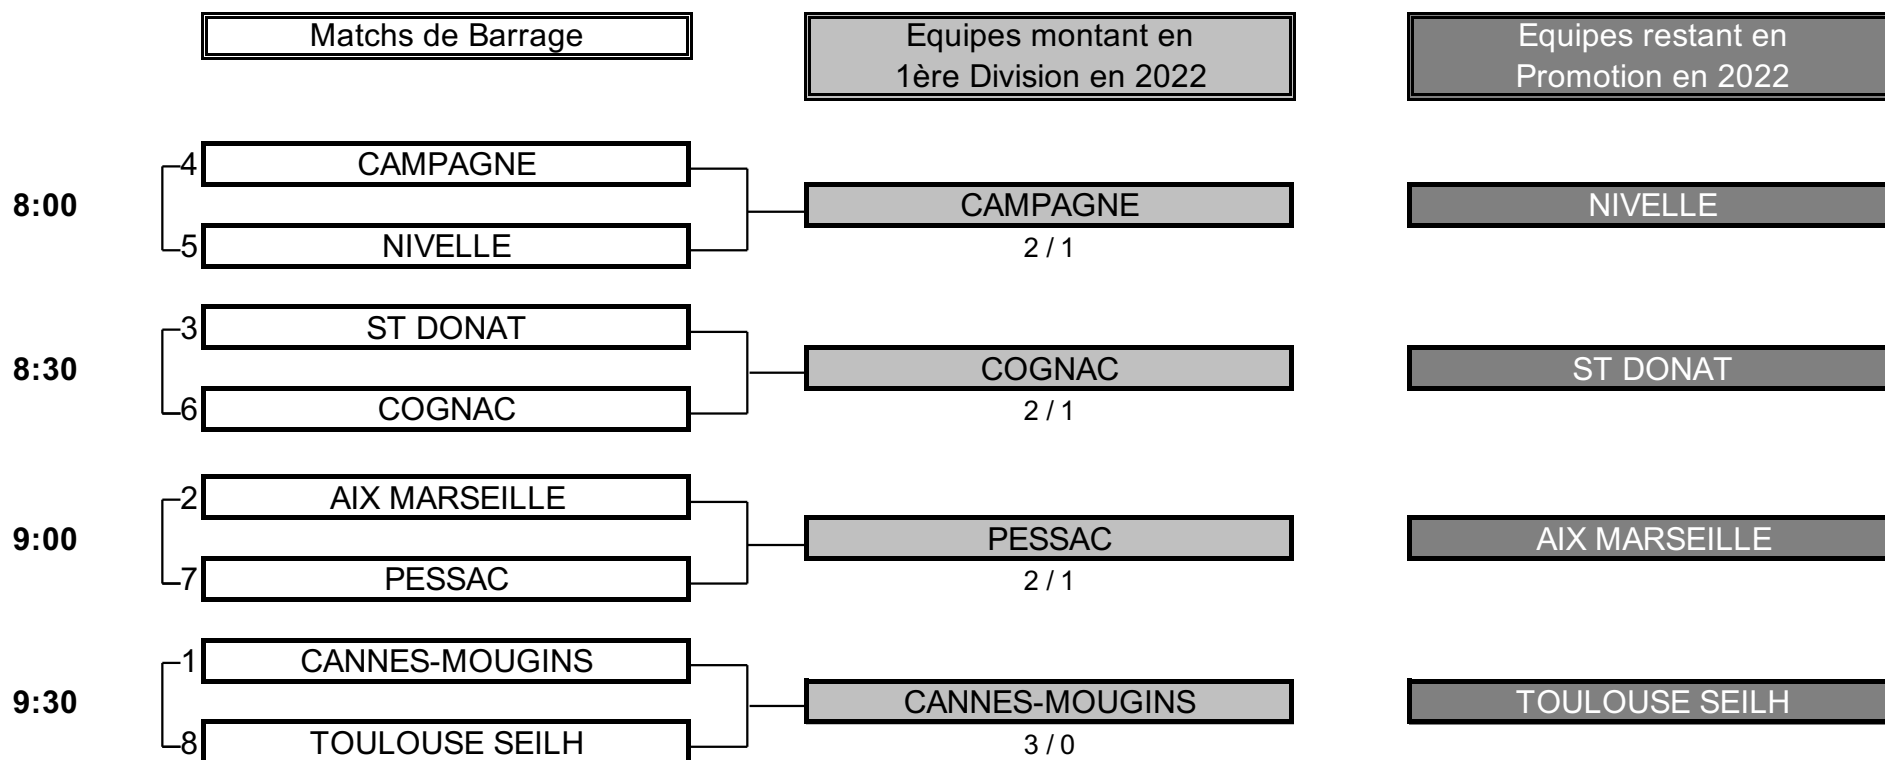 Matchs de Barrage
Equipes montant en
1ère Division en 2022
Equipes restant en
Promotion en 2022
4 CAMPAGNE
8:00 CAMPAGNE NIVELLE
5 NIVELLE 2 / 1
3 ST DONAT
8:30 COGNAC ST DONAT
6 COGNAC 2 / 1
2 AIX MARSEILLE
9:00 PESSAC AIX MARSEILLE
7 PESSAC 2 / 1
1 CANNES-MOUGINS
9:30 CANNES-MOUGINS TOULOUSE SEILH
8 TOULOUSE SEILH 3 / 0